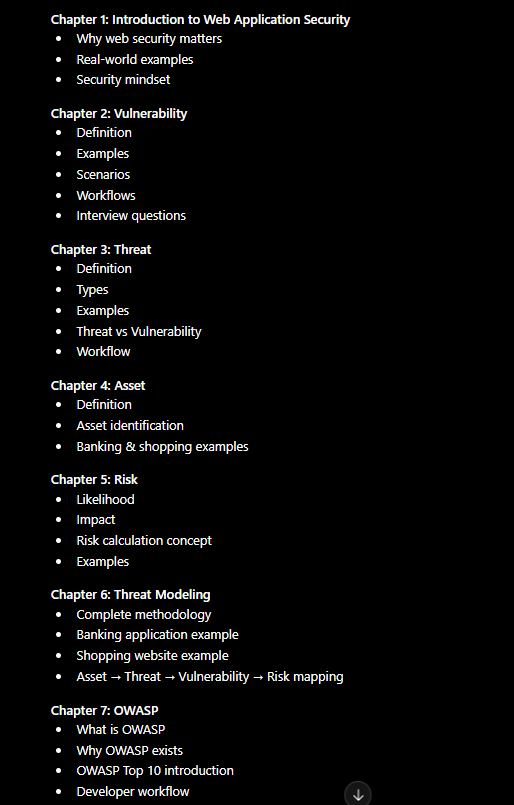 Chapter 1: Introduction to Web Application Security
• Why web security matters
• Real-world examples
• Security mindset
Chapter 2: Vulnerability
• Definition
• Examples
• Scenarios
• Workflows
• Interview questions
Chapter 3: Threat
• Definition
• Types
• Examples
• Threat vs Vulnerability
• Workflow
Chapter 4: Asset
• Definition
• Asset identification
• Banking & shopping examples
Chapter 5: Risk
• Likelihood
• Impact
• Risk calculation concept
• Examples
Chapter 6: Threat Modeling
• Complete methodology
• Banking application example
• Shopping website example
• Asset → Threat → Vulnerability → Risk mapping
Chapter 7: OWASP
• What is OWASP
• Why OWASP exists
• OWASP Top 10 introduction
• Developer workflow